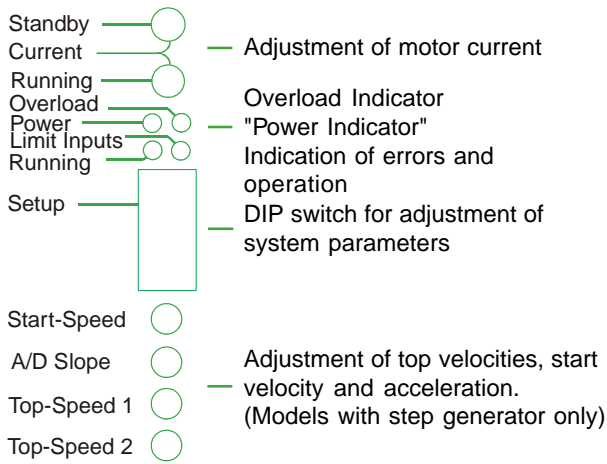 Standby
Current
Running
Overload
Power
Limit Inputs
Running
Setup
Start-Speed
A/D Slope
Top-Speed 1
Top-Speed 2
Adjustment of motor current
Overload Indicator
"Power Indicator"
Indication of errors and
operation
DIP switch for adjustment of
system parameters
Adjustment of top velocities, start
velocity and acceleration.
(Models with step generator only)